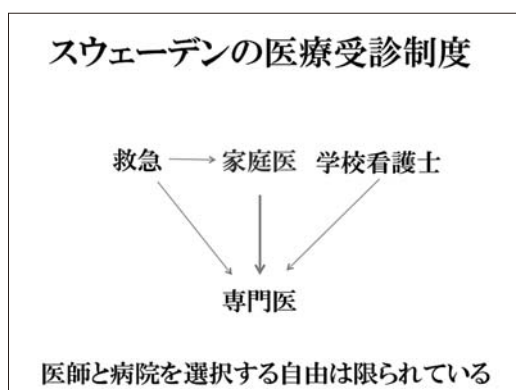 スウェーデンの医療受診制度
救急 家庭医 学校看護士
専門医
医師と病院を選択する自由は限られている